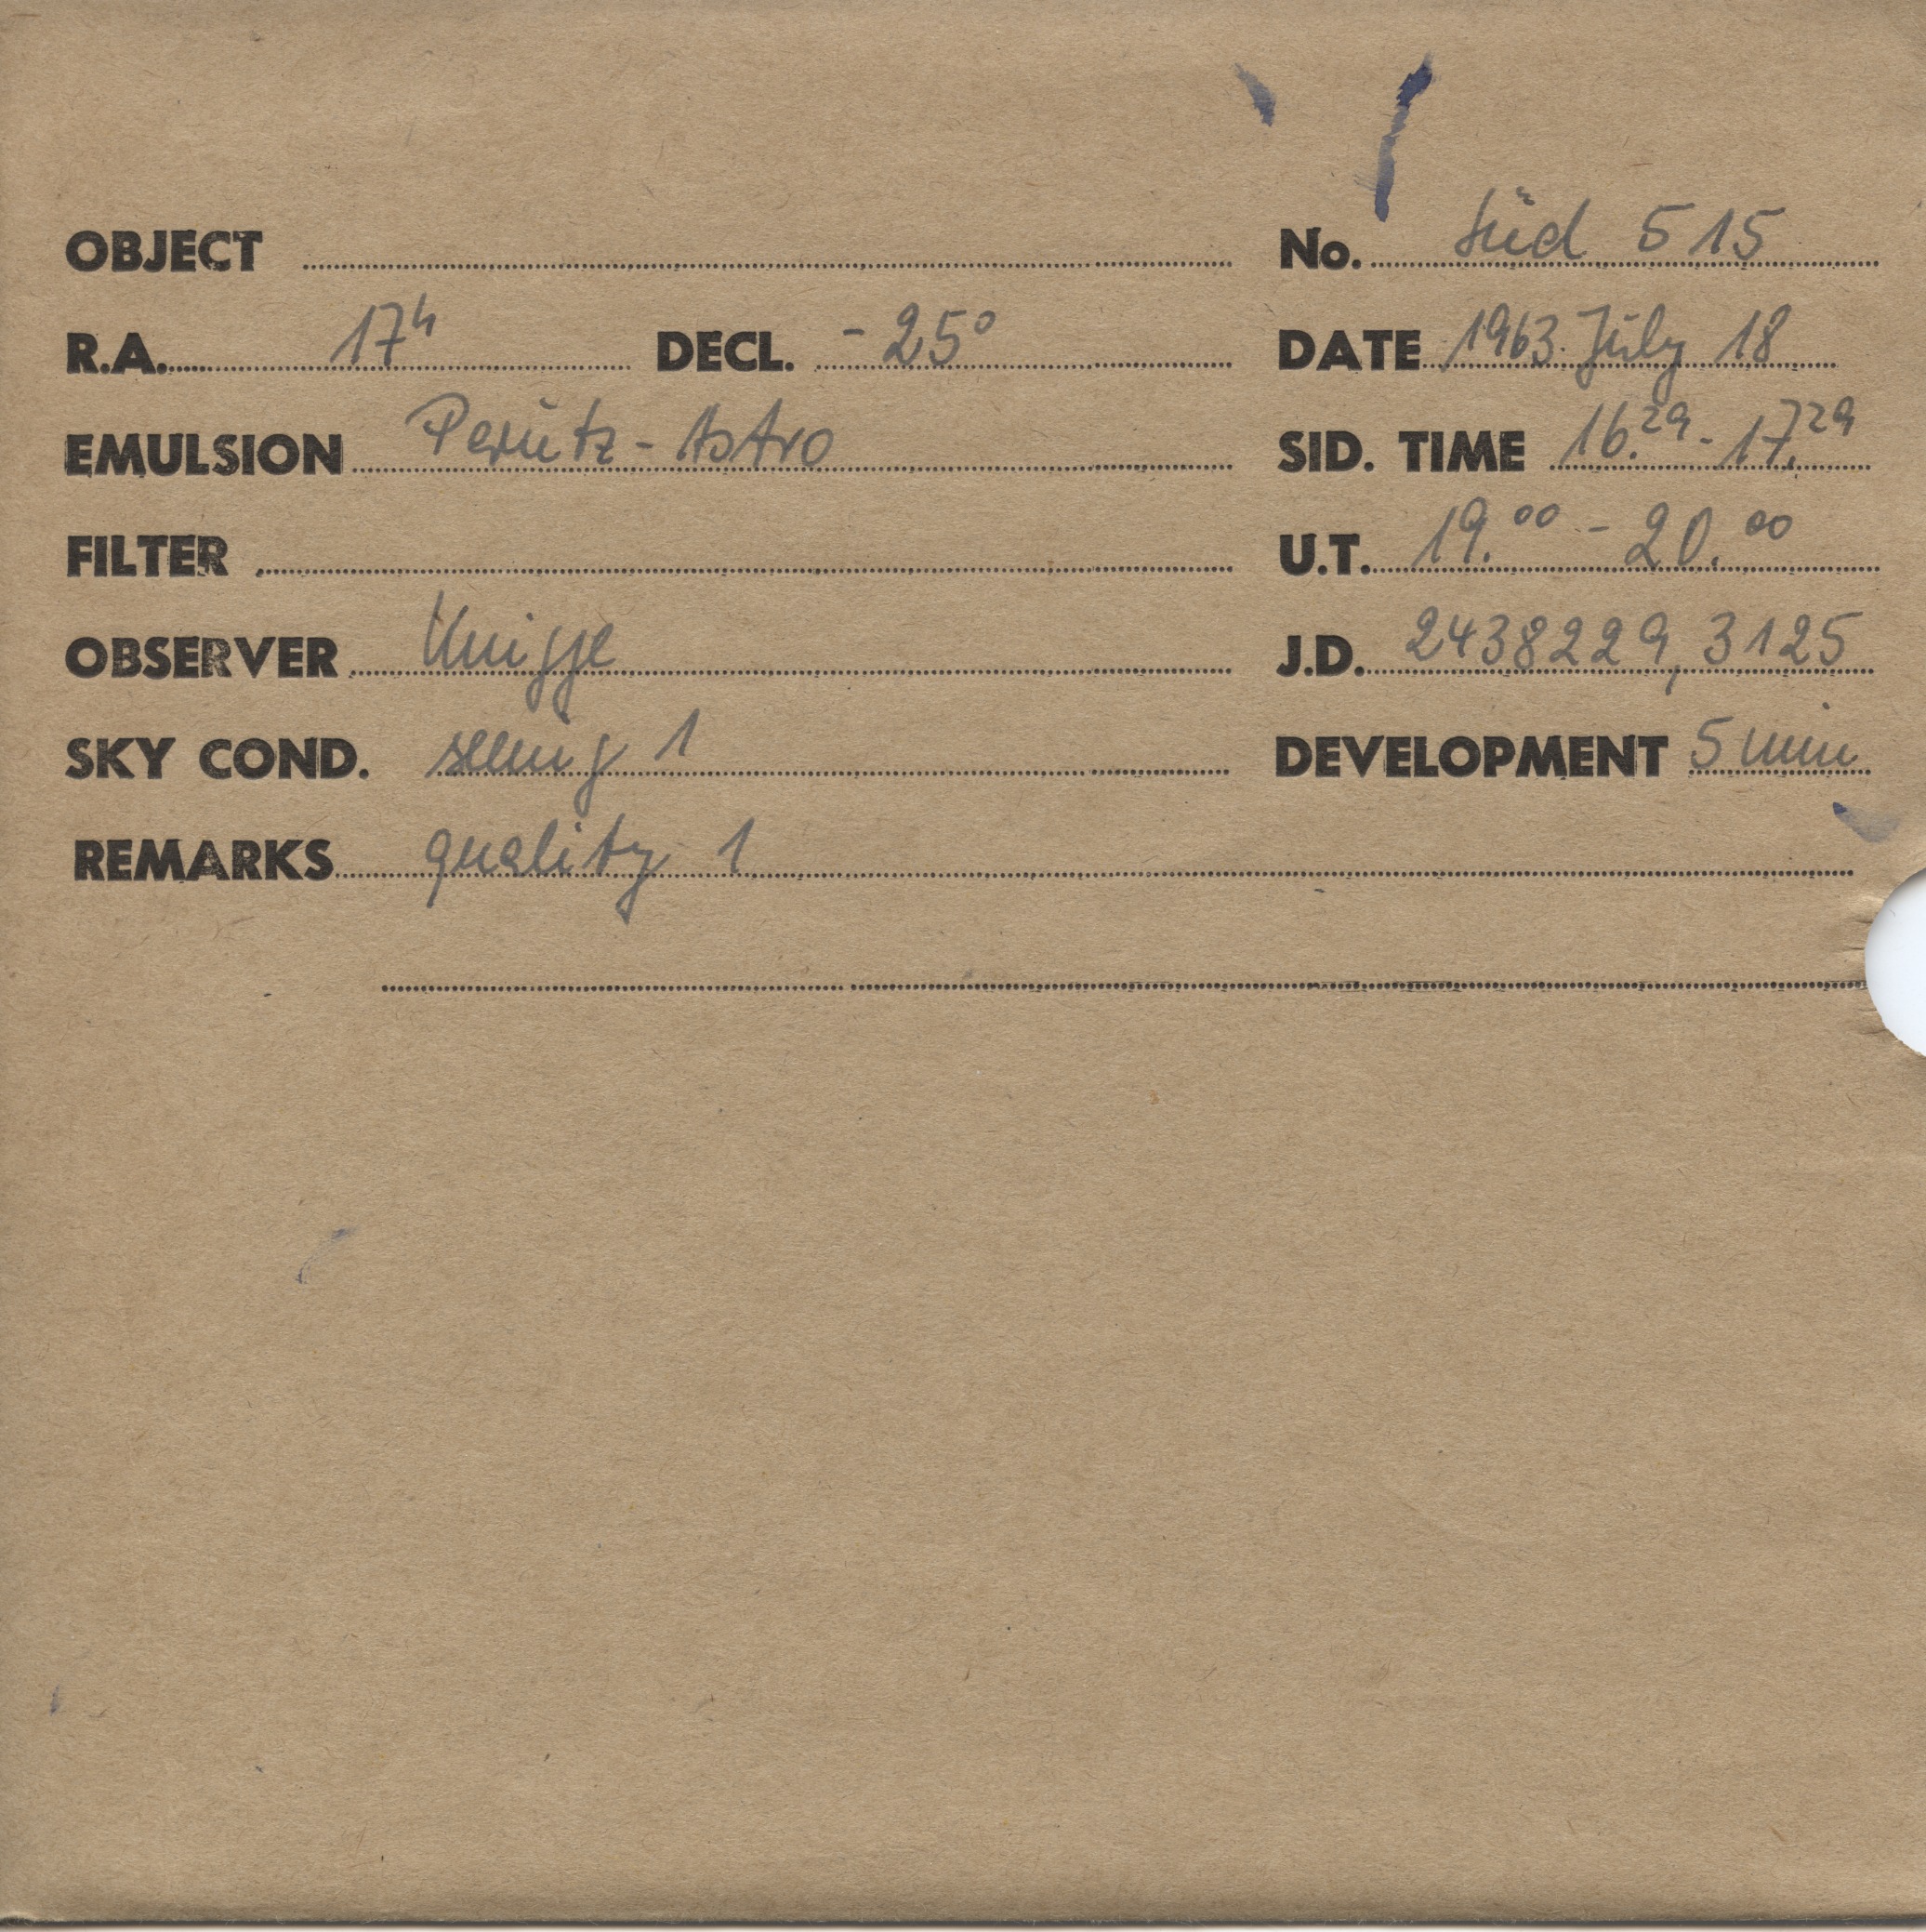 OBJECT No. Süd 515
R.A. 17h DECL. -25° DATE 1963 July 18
EMULSION Perutz-Astro SID. TIME 16.29 - 17.29
FILTER U.T. 19.00 - 20.00
OBSERVER Knigge J.D. 2438229,3125
SKY COND. seeing 1 DEVELOPMENT 5 min
REMARKS quality 1